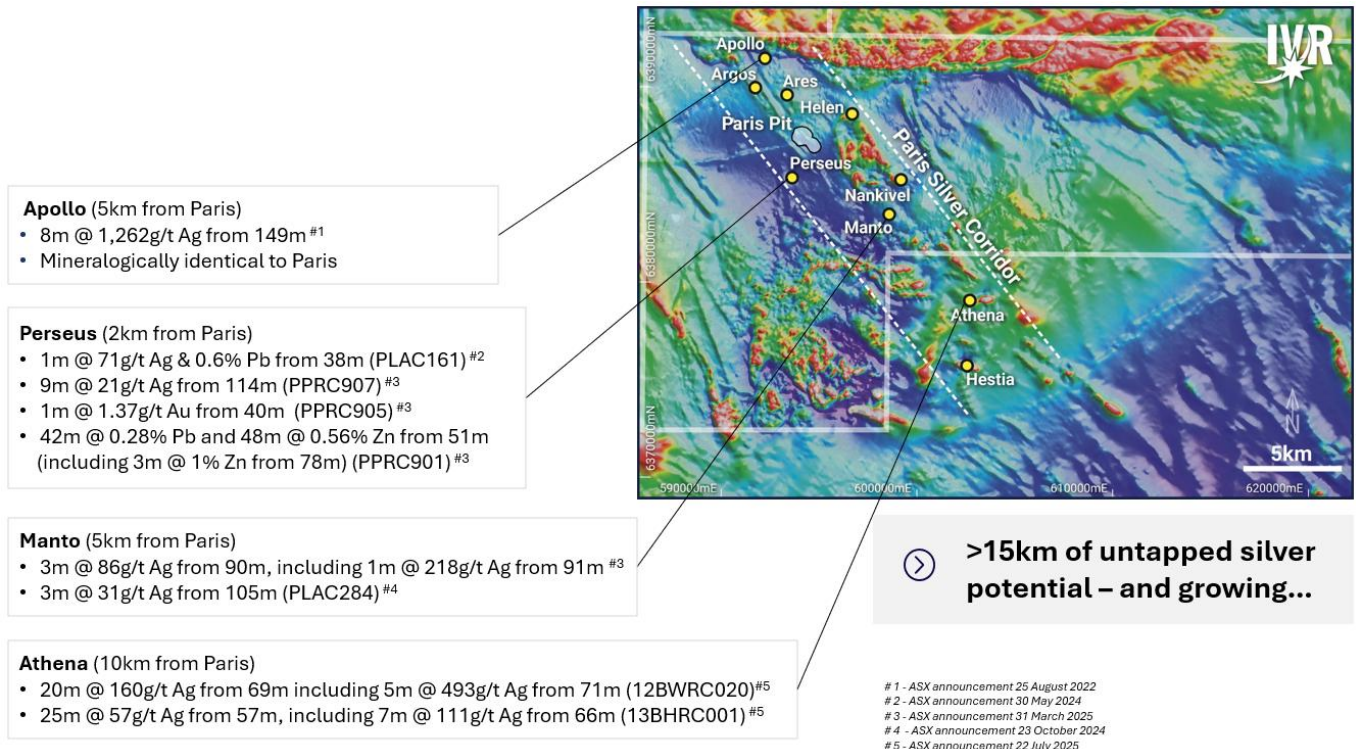 Apollo (5km from Paris)
• 8m @ 1,262g/t Ag from 149m #1
• Mineralogically identical to Paris
Perseus (2km from Paris)
• 1m @ 71g/t Ag & 0.6% Pb from 38m (PLAC161) #2
• 9m @ 21g/t Ag from 114m (PPRC907) #3
• 1m @ 1.37g/t Au from 40m (PPRC905) #3
• 42m @ 0.28% Pb and 48m @ 0.56% Zn from 51m
(including 3m @ 1% Zn from 78m) (PPRC901) #3
Manto (5km from Paris)
• 3m @ 86g/t Ag from 90m, including 1m @ 218g/t Ag from 91m #3
• 3m @ 31g/t Ag from 105m (PLAC284) #4
Athena (10km from Paris)
• 20m @ 160g/t Ag from 69m including 5m @ 493g/t Ag from 71m (12BWRC020) #5
• 25m @ 57g/t Ag from 57m, including 7m @ 111g/t Ag from 66m (13BHRC001) #5
IVR
Apollo
Argos
Ares
Helen
Paris Pit
Perseus
Nankivel
Manto
Paris Silver Corridor
Athena
Hestia
N
5km
6390000mN
6380000mN
6370000mN
590000mE
600000mE
610000mE
620000mE
>15km of untapped silver
potential – and growing...
# 1 - ASX announcement 25 August 2022
# 2 - ASX announcement 30 May 2024
# 3 - ASX announcement 31 March 2025
# 4 - ASX announcement 23 October 2024
# 5 - ASX announcement 22 July 2025